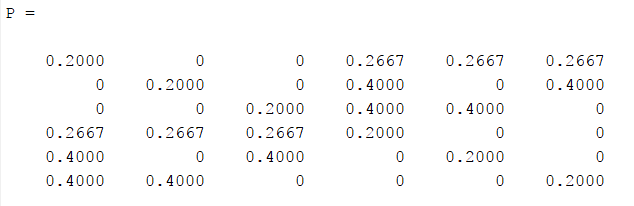 P =
0.2000 0 0 0.2667 0.2667 0.2667
0 0.2000 0 0.4000 0 0.4000
0 0 0.2000 0.4000 0.4000 0
0.2667 0.2667 0.2667 0.2000 0 0
0.4000 0 0.4000 0 0.2000 0
0.4000 0.4000 0 0 0 0.2000